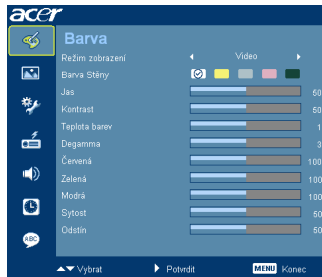 acer
Barva
Režim zobrazení Video
Barva Stěny
Jas 50
Kontrast 50
Teplota barev 1
Degamma 3
Červená 100
Zelená 100
Modrá 100
Sytost 50
Odstín 50
ABC
Vybrat Potvrdit MENU Konec